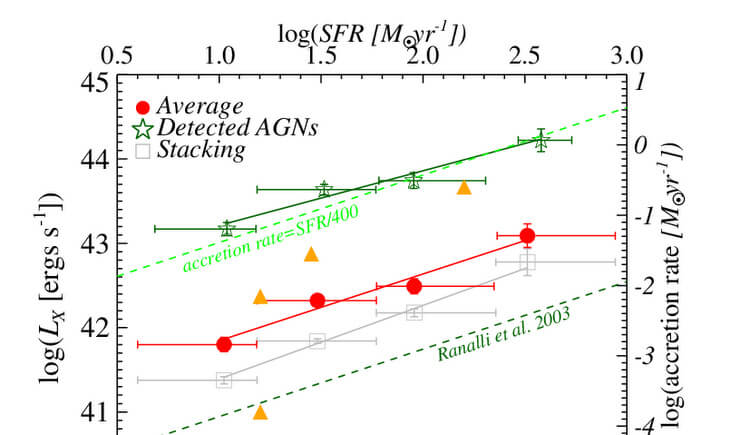 log(SFR [M⊙yr⁻¹])
0.5 1.0 1.5 2.0 2.5 3.0
45 1
Average
Detected AGNs
Stacking
44 0
accretion rate=SFR/400
-1
43
-2
42
Ranalli et al. 2003
-3
41
-4
log(L_X [ergs s⁻¹])
log(accretion rate [M⊙yr⁻¹])